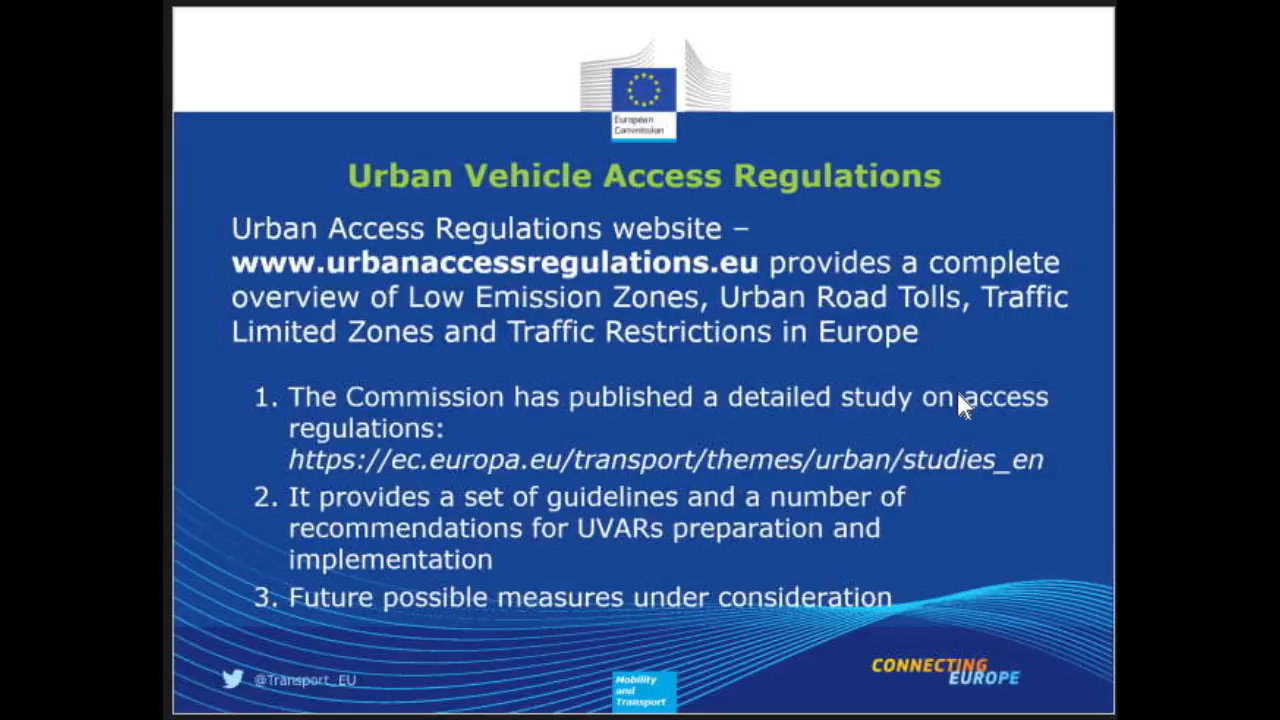 European
Commission
Urban Vehicle Access Regulations
Urban Access Regulations website –
www.urbanaccessregulations.eu provides a complete
overview of Low Emission Zones, Urban Road Tolls, Traffic
Limited Zones and Traffic Restrictions in Europe
1. The Commission has published a detailed study on access
regulations:
https://ec.europa.eu/transport/themes/urban/studies_en
2. It provides a set of guidelines and a number of
recommendations for UVARs preparation and
implementation
3. Future possible measures under consideration
@Transport_EU
Mobility
and
Transport
CONNECTING
EUROPE